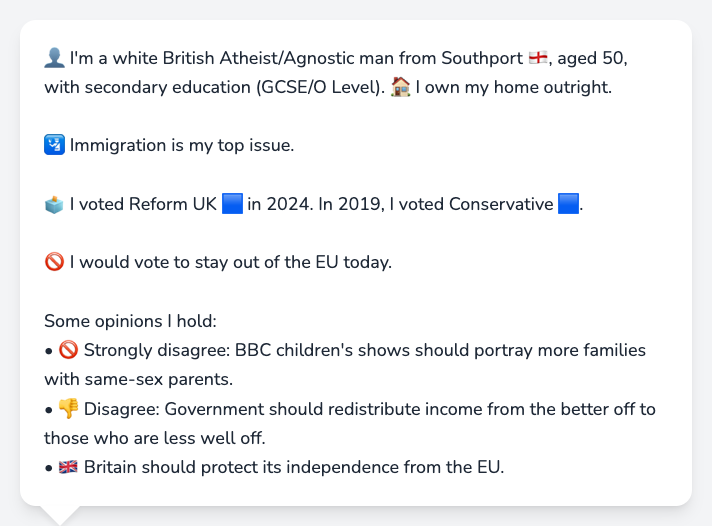 👤 I'm a white British Atheist/Agnostic man from Southport 🏴󠁧󠁢󠁥󠁮󠁧󠁿, aged 50,
with secondary education (GCSE/O Level). 🏠 I own my home outright.
🛂 Immigration is my top issue.
🗳️ I voted Reform UK 🟦 in 2024. In 2019, I voted Conservative 🟦.
🚫 I would vote to stay out of the EU today.
Some opinions I hold:
• 🚫 Strongly disagree: BBC children's shows should portray more families
with same-sex parents.
• 👎 Disagree: Government should redistribute income from the better off to
those who are less well off.
• 🇬🇧 Britain should protect its independence from the EU.